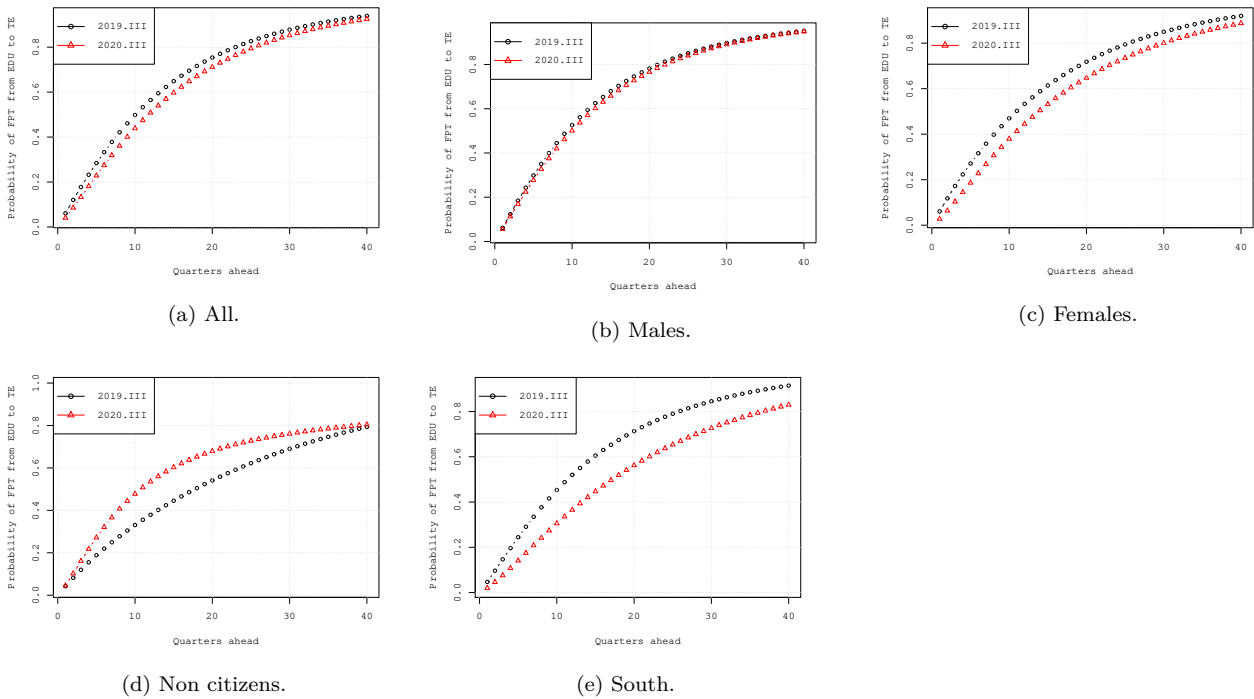 Probability of FPT from EDU to TE
0.0 0.2 0.4 0.6 0.8
2019.III
2020.III
0 10 20 30 40
Quarters ahead
(a) All.
Probability of FPT from EDU to TE
0.0 0.2 0.4 0.6 0.8
2019.III
2020.III
0 10 20 30 40
Quarters ahead
(b) Males.
Probability of FPT from EDU to TE
0.0 0.2 0.4 0.6 0.8
2019.III
2020.III
0 10 20 30 40
Quarters ahead
(c) Females.
Probability of FPT from EDU to TE
0.0 0.2 0.4 0.6 0.8 1.0
2019.III
2020.III
0 10 20 30 40
Quarters ahead
(d) Non citizens.
Probability of FPT from EDU to TE
0.0 0.2 0.4 0.6 0.8
2019.III
2020.III
0 10 20 30 40
Quarters ahead
(e) South.